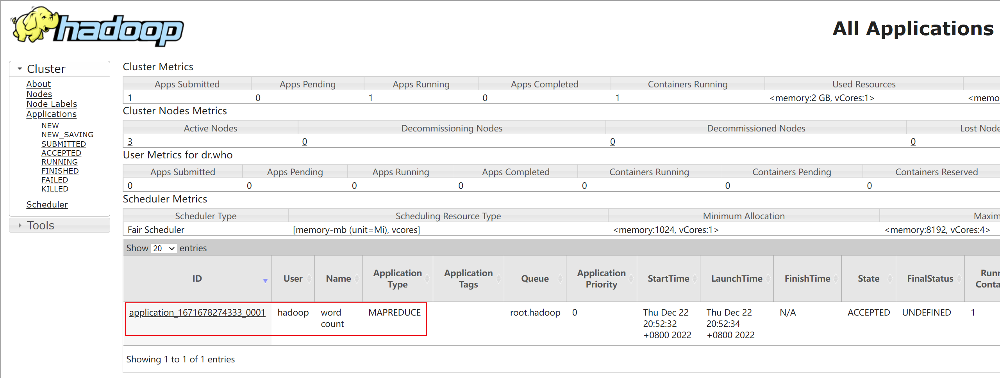 hadoop
All Applications
Cluster
About
Nodes
Node Labels
Applications
NEW
NEW_SAVING
SUBMITTED
ACCEPTED
RUNNING
FINISHED
FAILED
KILLED
Scheduler
Tools
Cluster Metrics
Apps Submitted Apps Pending Apps Running Apps Completed Containers Running Used Resources
1 0 1 0 1 <memory:2 GB, vCores:1> <memo
Cluster Nodes Metrics
Active Nodes Decommissioning Nodes Decommissioned Nodes Lost Node
3 0 0 0
User Metrics for dr.who
Apps Submitted Apps Pending Apps Running Apps Completed Containers Running Containers Pending Containers Reserved
0 0 0 0 0 0 0
Scheduler Metrics
Scheduler Type Scheduling Resource Type Minimum Allocation Maxim
Fair Scheduler [memory-mb (unit=Mi), vcores] <memory:1024, vCores:1> <memory:8192, vCores:4>
Show 20 entries
ID User Name Application Type Application Tags Queue Application Priority StartTime LaunchTime FinishTime State FinalStatus Runn Conta
application_1671678274333_0001 hadoop word MAPREDUCE root.hadoop 0 Thu Dec 22 Thu Dec 22 N/A ACCEPTED UNDEFINED 1
count 20:52:32 20:52:34
+0800 2022 +0800 2022
Showing 1 to 1 of 1 entries